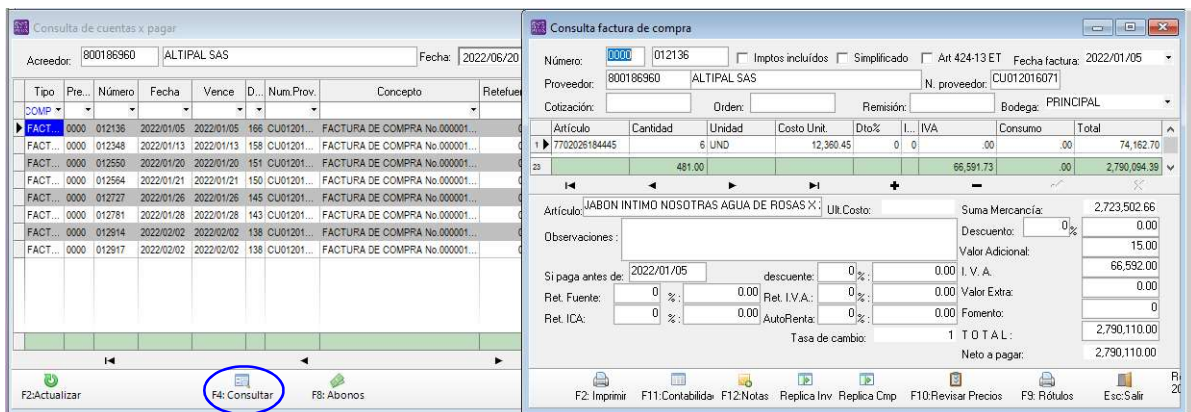 Consulta de cuentas x pagar
Acreedor: 800186960 ALTIPAL SAS Fecha: 2022/06/20
Tipo Pre... Número Fecha Vence D... Num.Prov. Concepto Retefuer
COMP
FACT... 0000 012136 2022/01/05 2022/01/05 166 CU01201... FACTURA DE COMPRA No.000001...
FACT... 0000 012348 2022/01/13 2022/01/13 158 CU01201... FACTURA DE COMPRA No.000001...
FACT... 0000 012550 2022/01/20 2022/01/20 151 CU01201... FACTURA DE COMPRA No.000001...
FACT... 0000 012564 2022/01/21 2022/01/21 150 CU01201... FACTURA DE COMPRA No.000001...
FACT... 0000 012727 2022/01/26 2022/01/26 145 CU01201... FACTURA DE COMPRA No.000001...
FACT... 0000 012781 2022/01/28 2022/01/28 143 CU01201... FACTURA DE COMPRA No.000001...
FACT... 0000 012914 2022/02/02 2022/02/02 138 CU01201... FACTURA DE COMPRA No.000001...
FACT... 0000 012917 2022/02/02 2022/02/02 138 CU01201... FACTURA DE COMPRA No.000001...
F2:Actualizar F4: Consultar F8: Abonos
Consulta factura de compra
Número: 0000 012136 Imptos incluídos Simplificado Art 424-13 ET Fecha factura: 2022/01/05
Proveedor: 800186960 ALTIPAL SAS N. proveedor: CU012016071
Cotización: Orden: Remisión: Bodega: PRINCIPAL
Artículo Cantidad Unidad Costo Unit. Dto% I... IVA Consumo Total
1 7702026184445 6 UND 12,360.45 0 0 .00 .00 74,162.70
23 481.00 66,591.73 .00 2,790,094.39
Artículo: JABON INTIMO NOSOTRAS AGUA DE ROSAS X Ult.Costo: Suma Mercancía: 2,723,502.66
Observaciones : Descuento: 0 % 0.00
Valor Adicional: 15.00
Si paga antes de: 2022/01/05 descuente: 0 % : 0.00 I. V. A. 66,592.00
Ret. Fuente: 0 % : 0.00 Ret. I.V.A.: 0 % : 0.00 Valor Extra: 0.00
Ret. ICA: 0 % : 0.00 AutoRenta: 0 % : 0.00 Fomento: 0
Tasa de cambio: 1 T O T A L : 2,790,110.00
Neto a pagar: 2,790,110.00
F2: Imprimir F11:Contabilida F12:Notas Replica Inv Replica Cmp F10:Revisar Precios F9: Rótulos Esc:Salir